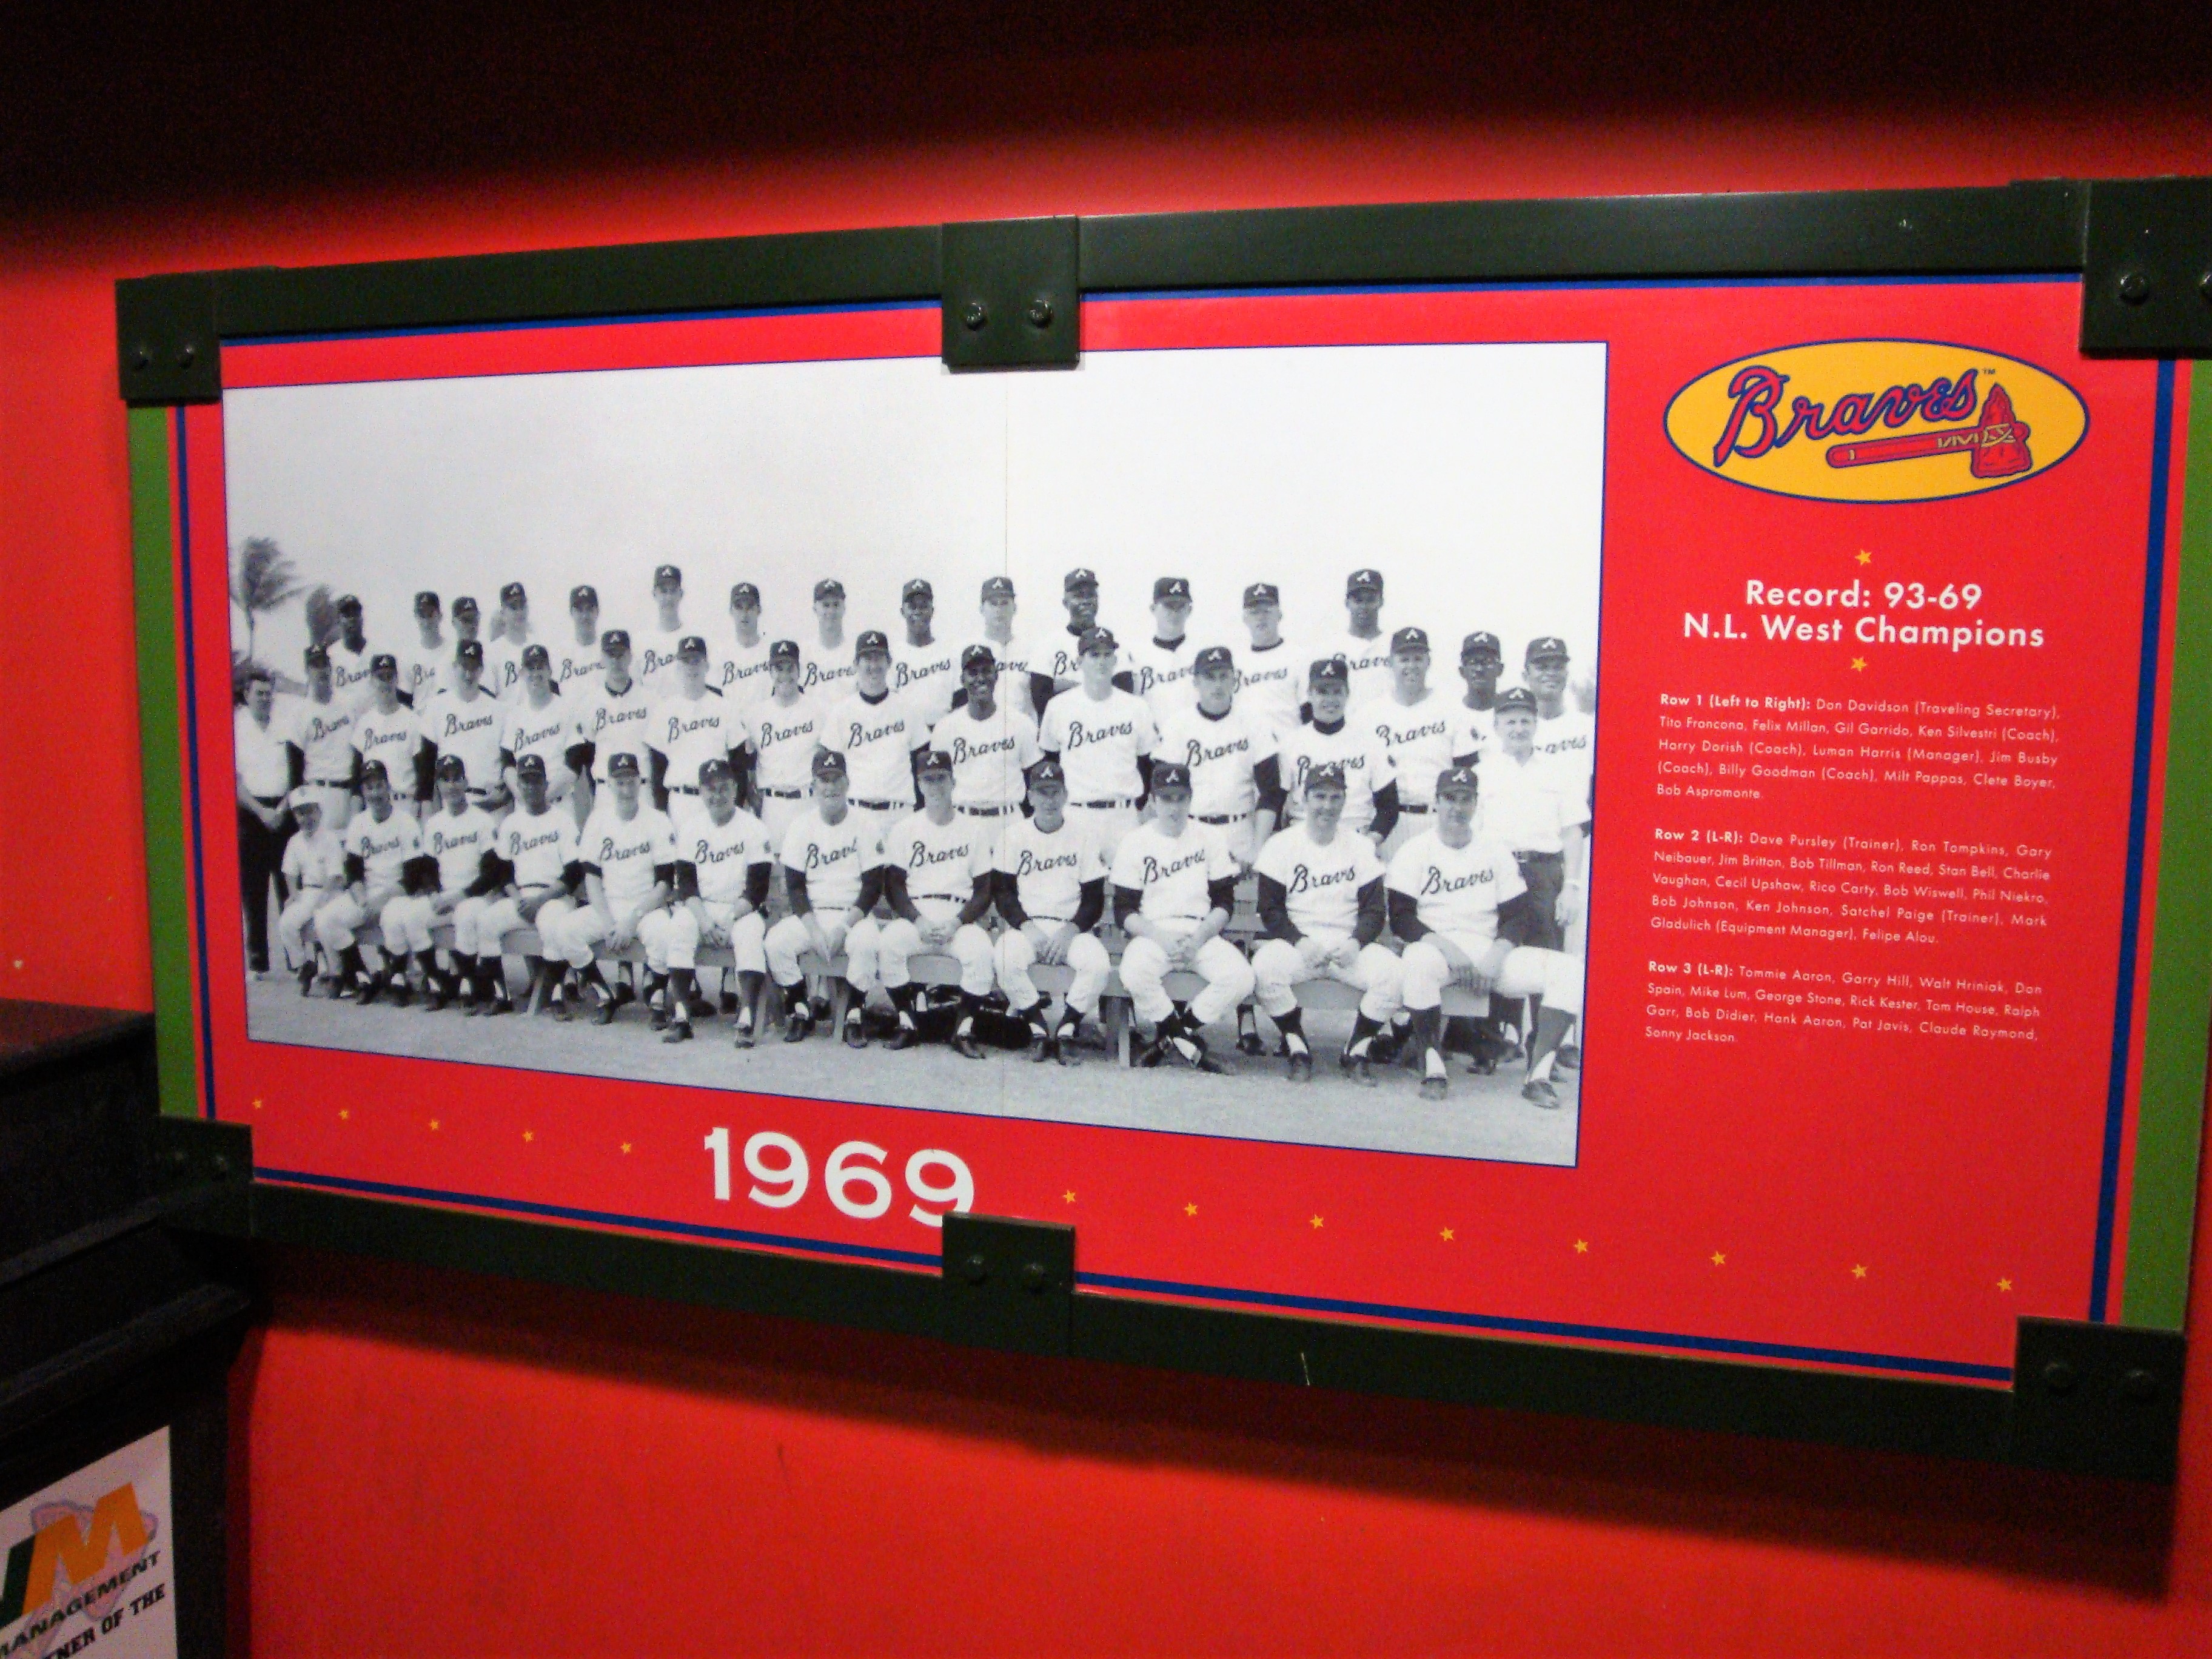 Braves™
Record: 93-69
N.L. West Champions
Row 1 (Left to Right): Don Davidson (Traveling Secretary),
Tito Francona, Felix Millan, Gil Garrido, Ken Silvestri (Coach),
Harry Dorish (Coach), Luman Harris (Manager), Jim Busby
(Coach), Billy Goodman (Coach), Milt Pappas, Clete Boyer,
Bob Aspromonte.
Row 2 (L-R): Dave Pursley (Trainer), Ron Tompkins, Gary
Neibauer, Jim Britton, Bob Tillman, Ron Reed, Stan Bell, Charlie
Vaughan, Cecil Upshaw, Rico Carty, Bob Wiswell, Phil Niekro,
Bob Johnson, Ken Johnson, Satchel Paige (Trainer), Mark
Gladulich (Equipment Manager), Felipe Alou.
Row 3 (L-R): Tommie Aaron, Garry Hill, Walt Hriniak, Dan
Spain, Mike Lum, George Stone, Rick Kester, Tom House, Ralph
Garr, Bob Didier, Hank Aaron, Pat Javis, Claude Raymond,
Sonny Jackson.
1969
M
MANAGEMENT
NER OF THE